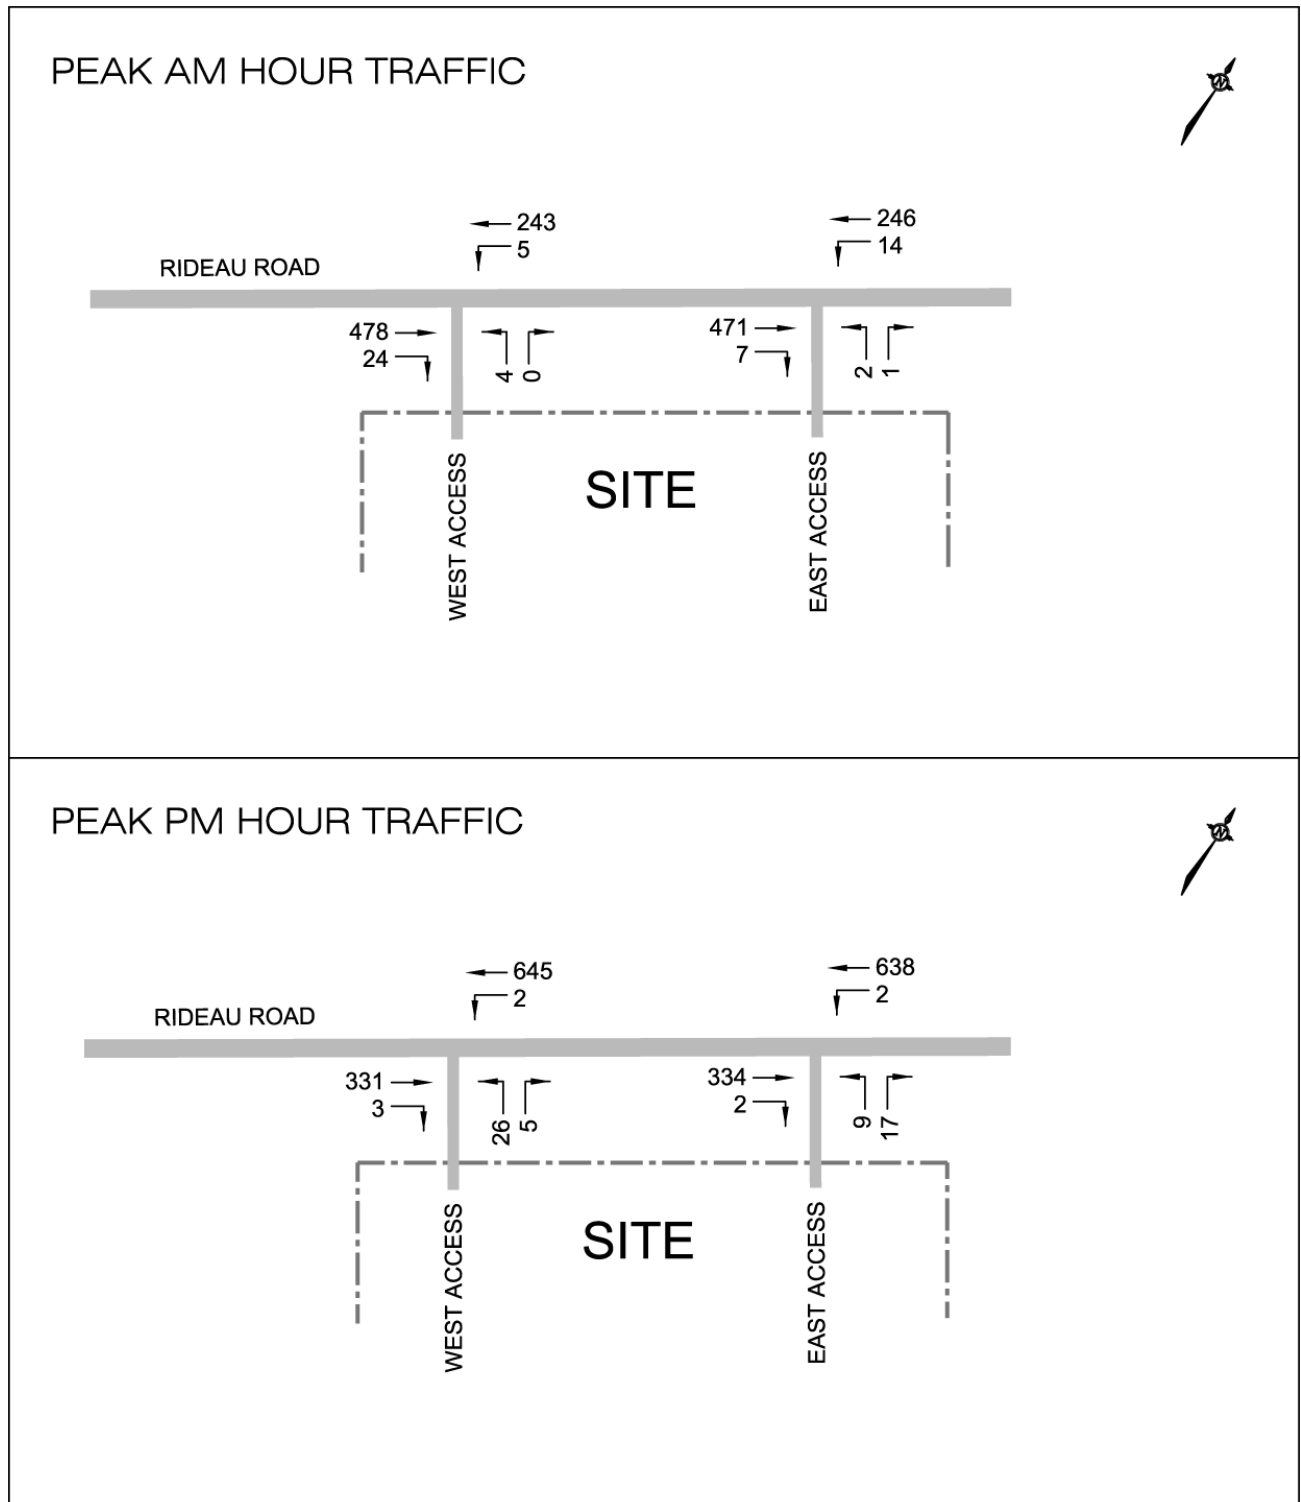 PEAK AM HOUR TRAFFIC
N
243
5
246
14
RIDEAU ROAD
478
24
4
0
471
7
2
1
SITE
WEST ACCESS
EAST ACCESS
PEAK PM HOUR TRAFFIC
N
645
2
638
2
RIDEAU ROAD
331
3
26
5
334
2
9
17
SITE
WEST ACCESS
EAST ACCESS